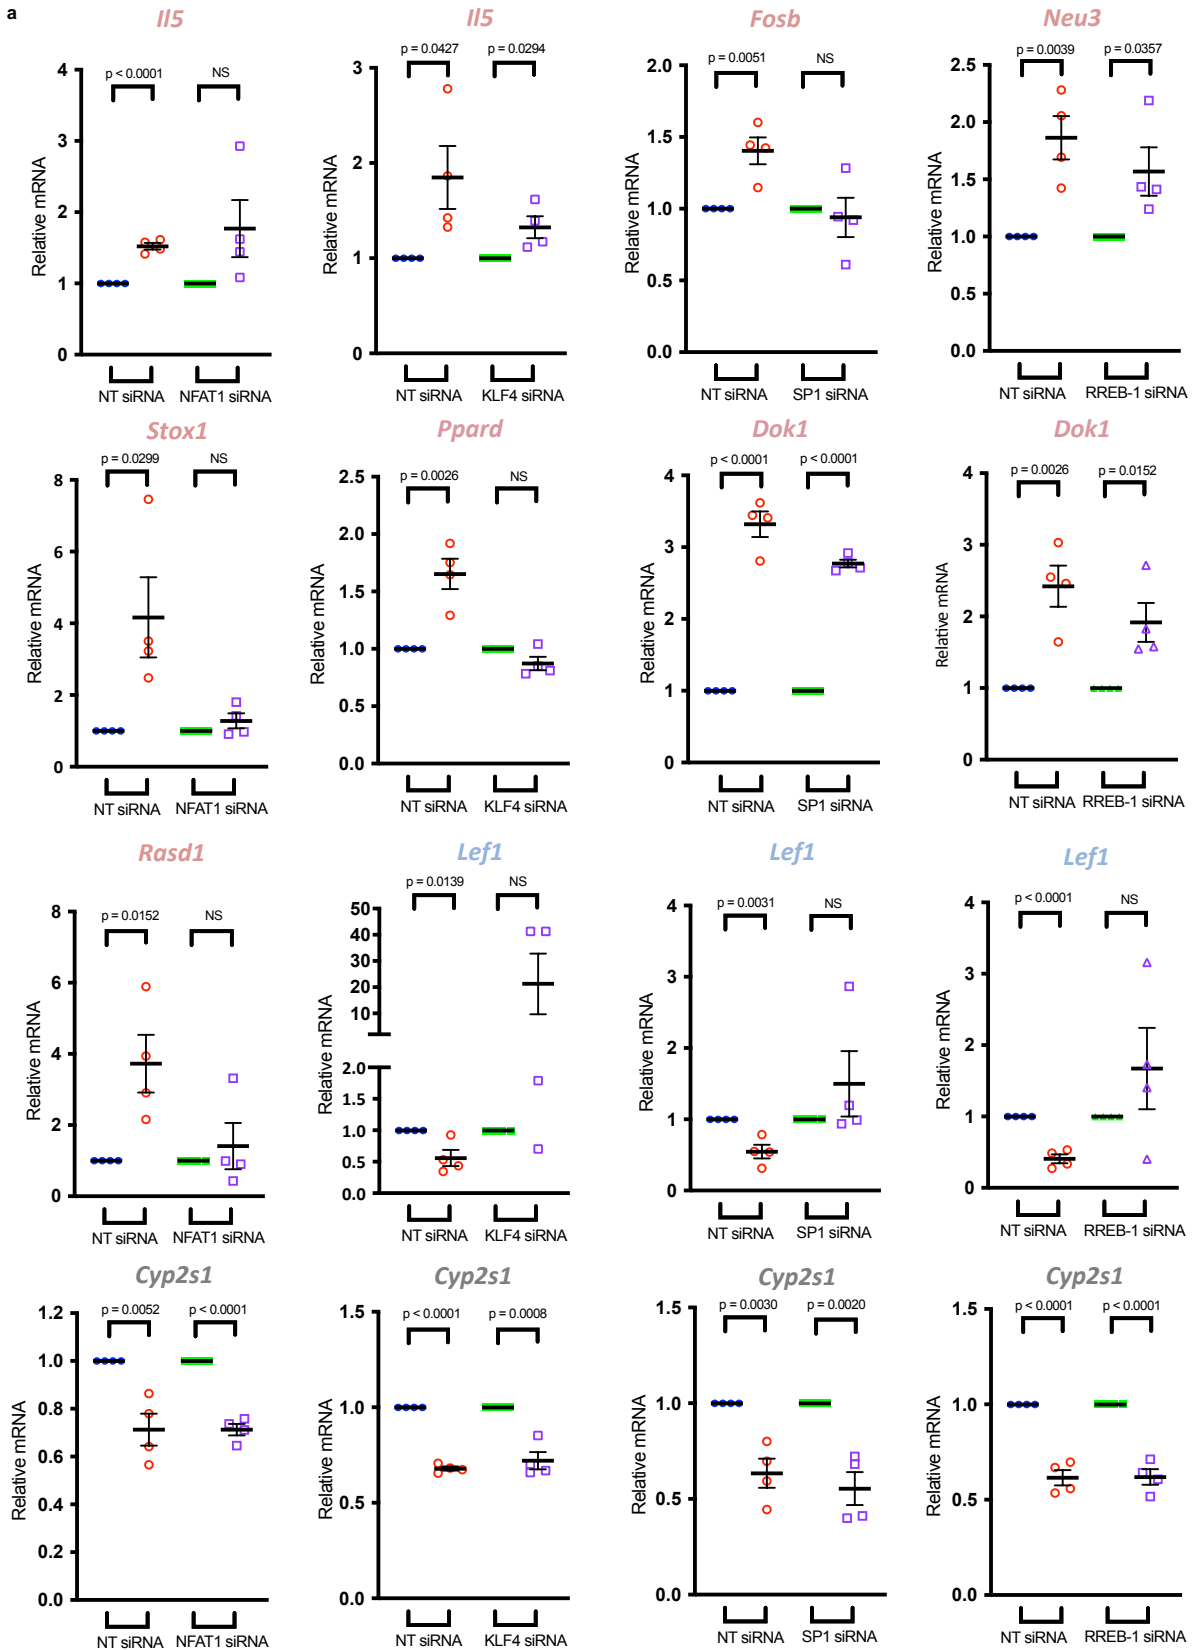 a
Il5
p < 0.0001
NS
Relative mRNA
4
3
2
1
0
NT siRNA
NFAT1 siRNA
Il5
p = 0.0427
p = 0.0294
Relative mRNA
3
2
1
0
NT siRNA
KLF4 siRNA
Fosb
p = 0.0051
NS
Relative mRNA
2.0
1.5
1.0
0.5
0.0
NT siRNA
SP1 siRNA
Neu3
p = 0.0039
p = 0.0357
Relative mRNA
2.5
2.0
1.5
1.0
0.5
0.0
NT siRNA
RREB-1 siRNA
Stox1
p = 0.0299
NS
Relative mRNA
8
6
4
2
0
NT siRNA
NFAT1 siRNA
Ppard
p = 0.0026
NS
Relative mRNA
2.5
2.0
1.5
1.0
0.5
0.0
NT siRNA
KLF4 siRNA
Dok1
p < 0.0001
p < 0.0001
Relative mRNA
4
3
2
1
0
NT siRNA
SP1 siRNA
Dok1
p = 0.0026
p = 0.0152
Relative mRNA
4
3
2
1
0
NT siRNA
RREB-1 siRNA
Rasd1
p = 0.0152
NS
Relative mRNA
8
6
4
2
0
NT siRNA
NFAT1 siRNA
Lef1
p = 0.0139
NS
Relative mRNA
50
40
30
20
10
2.0
1.5
1.0
0.5
0.0
NT siRNA
KLF4 siRNA
Lef1
p = 0.0031
NS
Relative mRNA
4
3
2
1
0
NT siRNA
SP1 siRNA
Lef1
p < 0.0001
NS
Relative mRNA
4
3
2
1
0
NT siRNA
RREB-1 siRNA
Cyp2s1
p = 0.0052
p < 0.0001
Relative mRNA
1.2
1.0
0.8
0.6
0.4
0.2
0.0
NT siRNA
NFAT1 siRNA
Cyp2s1
p < 0.0001
p = 0.0008
Relative mRNA
1.5
1.0
0.5
0.0
NT siRNA
KLF4 siRNA
Cyp2s1
p = 0.0030
p = 0.0020
Relative mRNA
1.5
1.0
0.5
0.0
NT siRNA
SP1 siRNA
Cyp2s1
p < 0.0001
p < 0.0001
Relative mRNA
1.5
1.0
0.5
0.0
NT siRNA
RREB-1 siRNA